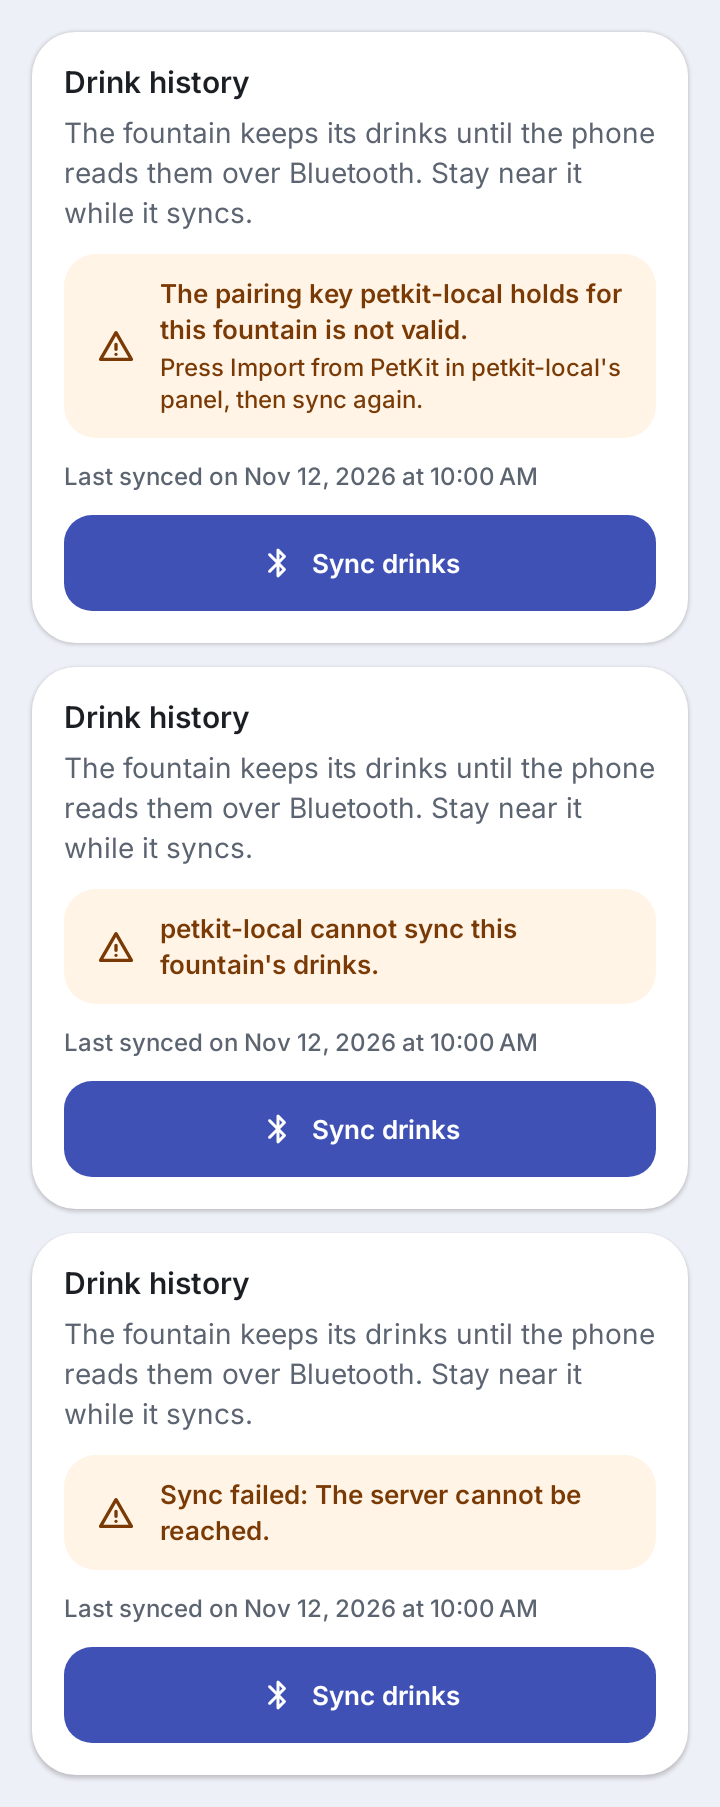 Drink history
The fountain keeps its drinks until the phone
reads them over Bluetooth. Stay near it
while it syncs.
The pairing key petkit-local holds for
this fountain is not valid.
Press Import from PetKit in petkit-local's
panel, then sync again.
Last synced on Nov 12, 2026 at 10:00 AM
Sync drinks
Drink history
The fountain keeps its drinks until the phone
reads them over Bluetooth. Stay near it
while it syncs.
petkit-local cannot sync this
fountain's drinks.
Last synced on Nov 12, 2026 at 10:00 AM
Sync drinks
Drink history
The fountain keeps its drinks until the phone
reads them over Bluetooth. Stay near it
while it syncs.
Sync failed: The server cannot be
reached.
Last synced on Nov 12, 2026 at 10:00 AM
Sync drinks